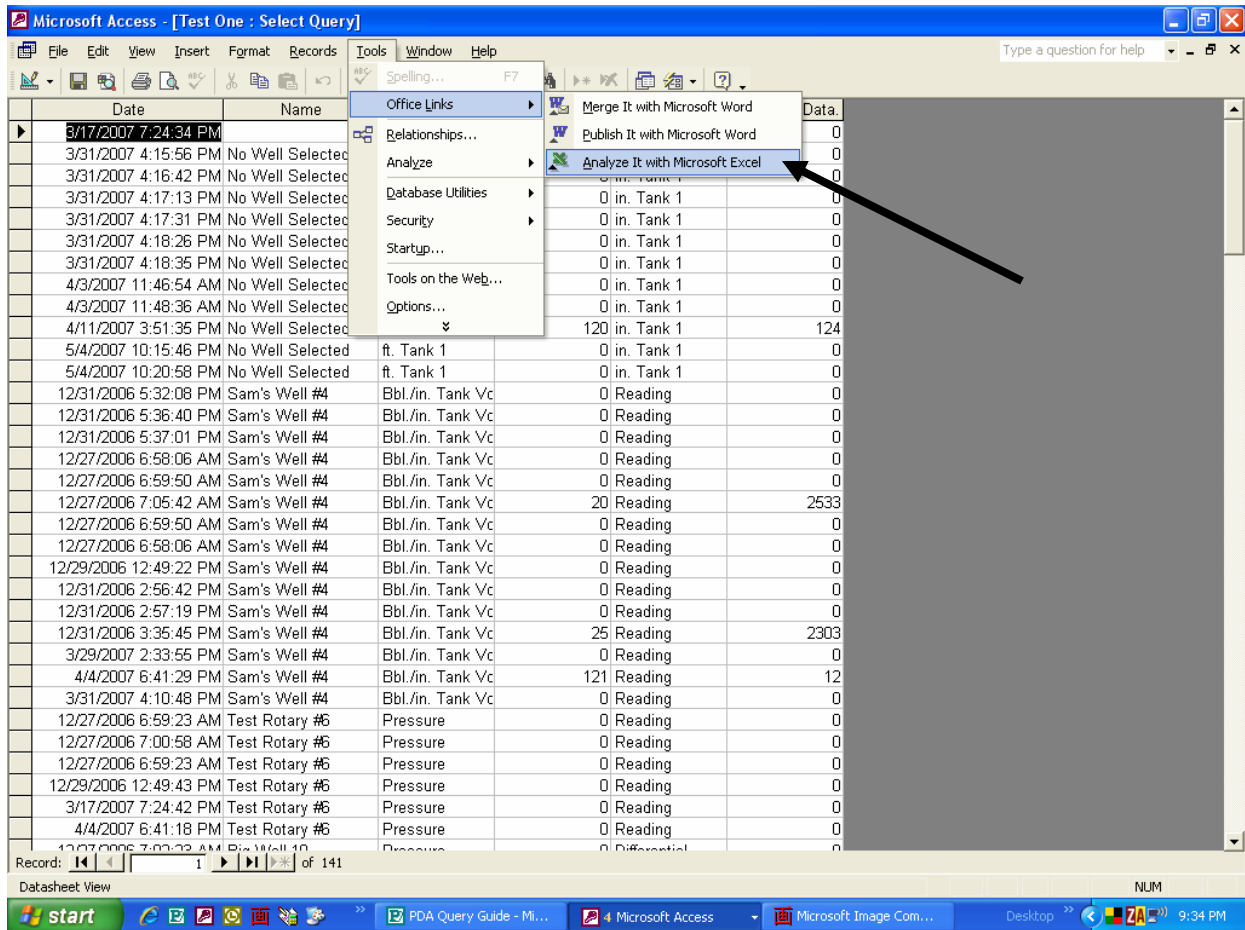 Microsoft Access - [Test One : Select Query]
File Edit View Insert Format Records Tools Window Help Type a question for help
Spelling... F7
Office Links
Relationships...
Analyze
Database Utilities
Security
Startup...
Tools on the Web...
Options...
Merge It with Microsoft Word
Publish It with Microsoft Word
Analyze It with Microsoft Excel
Date Name Data.
3/17/2007 7:24:34 PM 0
3/31/2007 4:15:56 PM No Well Selected 0
3/31/2007 4:16:42 PM No Well Selected 0 in. Tank 1 0
3/31/2007 4:17:13 PM No Well Selected 0 in. Tank 1 0
3/31/2007 4:17:31 PM No Well Selected 0 in. Tank 1 0
3/31/2007 4:18:26 PM No Well Selected 0 in. Tank 1 0
3/31/2007 4:18:35 PM No Well Selected 0 in. Tank 1 0
4/3/2007 11:46:54 AM No Well Selected 0 in. Tank 1 0
4/3/2007 11:48:36 AM No Well Selected 0 in. Tank 1 0
4/11/2007 3:51:35 PM No Well Selected 120 in. Tank 1 124
5/4/2007 10:15:46 PM No Well Selected ft. Tank 1 0 in. Tank 1 0
5/4/2007 10:20:58 PM No Well Selected ft. Tank 1 0 in. Tank 1 0
12/31/2006 5:32:08 PM Sam's Well #4 Bbl./in. Tank Vo 0 Reading 0
12/31/2006 5:36:40 PM Sam's Well #4 Bbl./in. Tank Vo 0 Reading 0
12/31/2006 5:37:01 PM Sam's Well #4 Bbl./in. Tank Vo 0 Reading 0
12/27/2006 6:58:06 AM Sam's Well #4 Bbl./in. Tank Vo 0 Reading 0
12/27/2006 6:59:50 AM Sam's Well #4 Bbl./in. Tank Vo 0 Reading 0
12/27/2006 7:05:42 AM Sam's Well #4 Bbl./in. Tank Vo 20 Reading 2533
12/27/2006 6:59:50 AM Sam's Well #4 Bbl./in. Tank Vo 0 Reading 0
12/27/2006 6:58:06 AM Sam's Well #4 Bbl./in. Tank Vo 0 Reading 0
12/29/2006 12:49:22 PM Sam's Well #4 Bbl./in. Tank Vo 0 Reading 0
12/31/2006 2:56:42 PM Sam's Well #4 Bbl./in. Tank Vo 0 Reading 0
12/31/2006 2:57:19 PM Sam's Well #4 Bbl./in. Tank Vo 0 Reading 0
12/31/2006 3:35:45 PM Sam's Well #4 Bbl./in. Tank Vo 25 Reading 2303
3/29/2007 2:33:55 PM Sam's Well #4 Bbl./in. Tank Vo 0 Reading 0
4/4/2007 6:41:29 PM Sam's Well #4 Bbl./in. Tank Vo 121 Reading 12
3/31/2007 4:10:48 PM Sam's Well #4 Bbl./in. Tank Vo 0 Reading 0
12/27/2006 6:59:23 AM Test Rotary #6 Pressure 0 Reading 0
12/27/2006 7:00:58 AM Test Rotary #6 Pressure 0 Reading 0
12/27/2006 6:59:23 AM Test Rotary #6 Pressure 0 Reading 0
12/29/2006 12:49:43 PM Test Rotary #6 Pressure 0 Reading 0
3/17/2007 7:24:42 PM Test Rotary #6 Pressure 0 Reading 0
4/4/2007 6:41:18 PM Test Rotary #6 Pressure 0 Reading 0
12/27/2006 7:02:23 AM Big Well 10 Pressure 0 Differential 0
Record: 1 of 141
Datasheet View NUM
start PDA Query Guide - Mi... 4 Microsoft Access Microsoft Image Com... Desktop ZA 9:34 PM